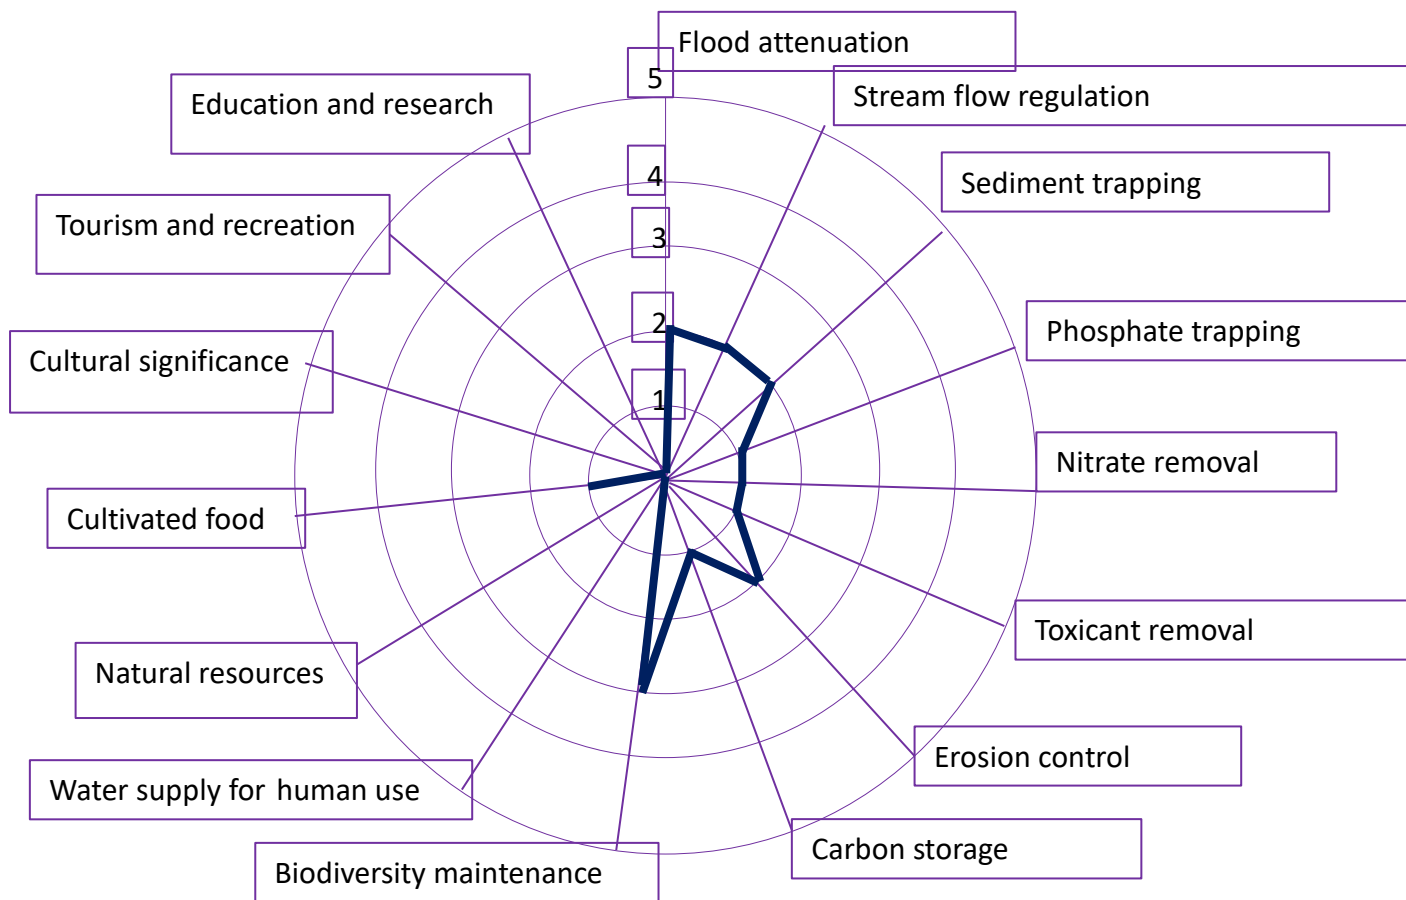 Flood attenuation
5
Education and research
Stream flow regulation
4
Sediment trapping
Tourism and recreation
3
2
Phosphate trapping
Cultural significance
1
Nitrate removal
Cultivated food
Toxicant removal
Natural resources
Erosion control
Water supply for human use
Carbon storage
Biodiversity maintenance